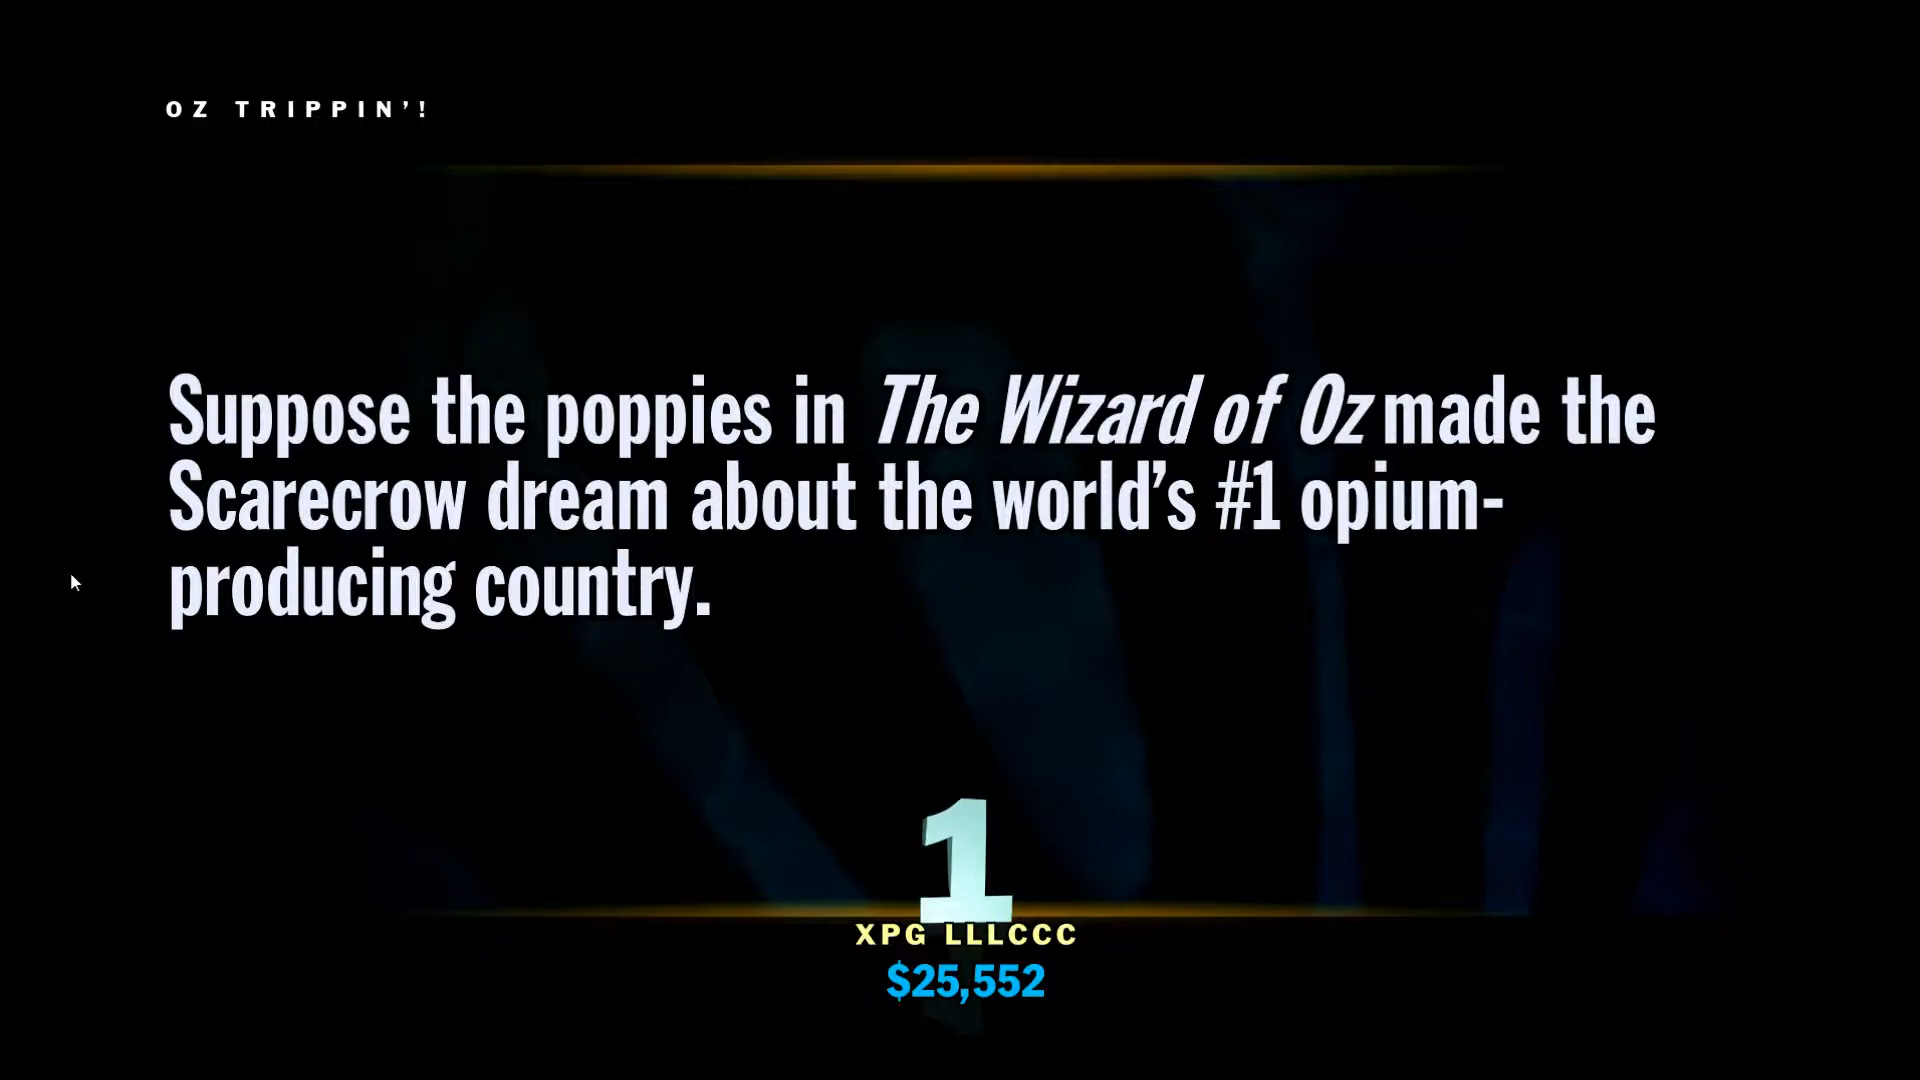 OZ TRIPPIN'!
Suppose the poppies in The Wizard of Oz made the
Scarecrow dream about the world's #1 opium-
producing country.
1
XPG LLLCCC
$25,552